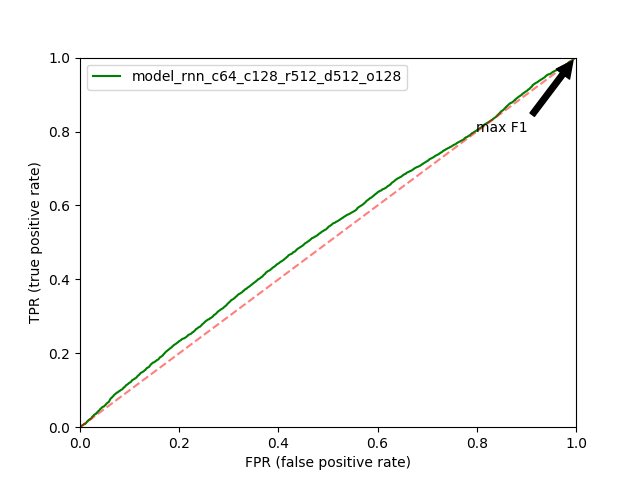 1.0
model_rnn_c64_c128_r512_d512_o128
0.8
max F1
0.6
TPR (true positive rate)
0.4
0.2
0.0
0.0 0.2 0.4 0.6 0.8 1.0
FPR (false positive rate)